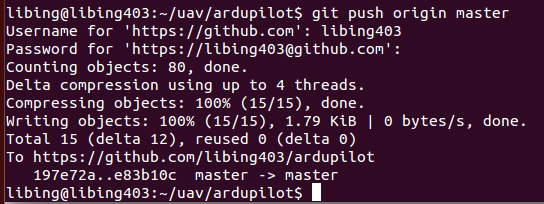 libing@libing403:~/uav/ardupilot$ git push origin master
Username for 'https://github.com': libing403
Password for 'https://libing403@github.com':
Counting objects: 80, done.
Delta compression using up to 4 threads.
Compressing objects: 100% (15/15), done.
Writing objects: 100% (15/15), 1.79 KiB | 0 bytes/s, done.
Total 15 (delta 12), reused 0 (delta 0)
To https://github.com/libing403/ardupilot
   197e72a..e83b10c  master -> master
libing@libing403:~/uav/ardupilot$